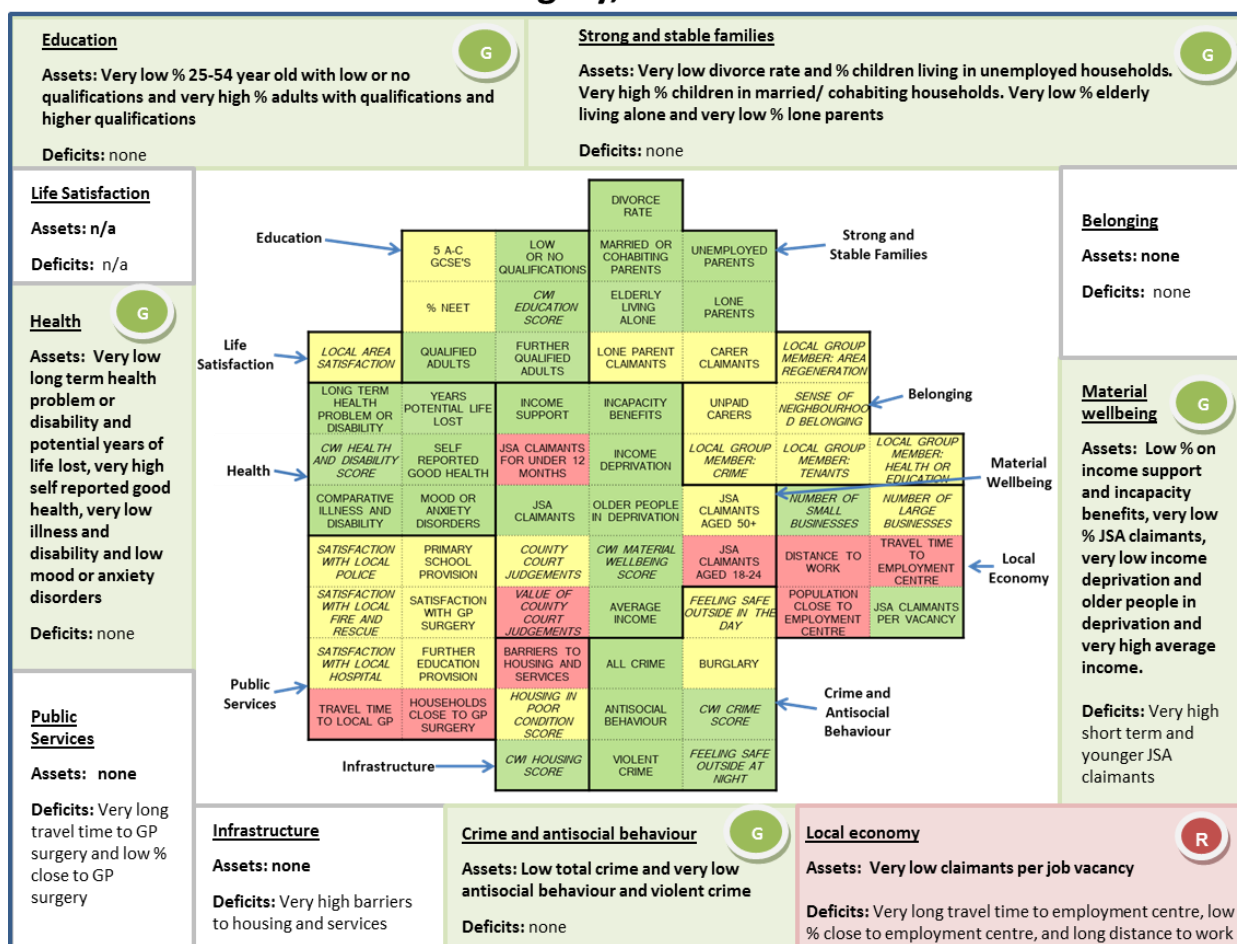 Education
G
Assets: Very low % 25-54 year old with low or no
qualifications and very high % adults with qualifications and
higher qualifications
Deficits: none
Strong and stable families
G
Assets: Very low divorce rate and % children living in unemployed households.
Very high % children in married/ cohabiting households. Very low % elderly
living alone and very low % lone parents
Deficits: none
Life Satisfaction
Assets: n/a
Deficits: n/a
Health
G
Assets: Very low
long term health
problem or
disability and
potential years of
life lost, very high
self reported good
health, very low
illness and
disability and low
mood or anxiety
disorders
Deficits: none
Public
Services
Assets: none
Deficits: Very long
travel time to GP
surgery and low %
close to GP
surgery
Education
Strong and
Stable Families
Life
Satisfaction
Belonging
Health
Material
Wellbeing
Local
Economy
Public
Services
Crime and
Antisocial
Behaviour
Infrastructure
DIVORCE
RATE
5 A-C
GCSE'S
LOW
OR NO
QUALIFICATIONS
MARRIED OR
COHABITING
PARENTS
UNEMPLOYED
PARENTS
% NEET
CWI
EDUCATION
SCORE
ELDERLY
LIVING
ALONE
LONE
PARENTS
LOCAL AREA
SATISFACTION
QUALIFIED
ADULTS
FURTHER
QUALIFIED
ADULTS
LONE PARENT
CLAIMANTS
CARER
CLAIMANTS
LOCAL GROUP
MEMBER: AREA
REGENERATION
LONG TERM
HEALTH
PROBLEM OR
DISABILITY
YEARS
POTENTIAL LIFE
LOST
INCOME
SUPPORT
INCAPACITY
BENEFITS
UNPAID
CARERS
SENSE OF
NEIGHBOURHOO
D BELONGING
CWI HEALTH
AND DISABILITY
SCORE
SELF
REPORTED
GOOD HEALTH
JSA CLAIMANTS
FOR UNDER 12
MONTHS
INCOME
DEPRIVATION
LOCAL GROUP
MEMBER:
CRIME
LOCAL GROUP
MEMBER:
TENANTS
LOCAL GROUP
MEMBER:
HEALTH OR
EDUCATION
COMPARATIVE
ILLNESS AND
DISABILITY
MOOD OR
ANXIETY
DISORDERS
JSA
CLAIMANTS
OLDER PEOPLE
IN DEPRIVATION
JSA
CLAIMANTS
AGED 50+
NUMBER OF
SMALL
BUSINESSES
NUMBER OF
LARGE
BUSINESSES
SATISFACTION
WITH LOCAL
POLICE
PRIMARY
SCHOOL
PROVISION
COUNTY
COURT
JUDGEMENTS
CWI MATERIAL
WELLBEING
SCORE
JSA
CLAIMANTS
AGED 18-24
DISTANCE TO
WORK
TRAVEL TIME
TO
EMPLOYMENT
CENTRE
SATISFACTION
WITH LOCAL
FIRE AND
RESCUE
SATISFACTION
WITH GP
SURGERY
VALUE OF
COUNTY
COURT
JUDGEMENTS
AVERAGE
INCOME
FEELING SAFE
OUTSIDE IN THE
DAY
POPULATION
CLOSE TO
EMPLOYMENT
CENTRE
JSA CLAIMANTS
PER VACANCY
SATISFACTION
WITH LOCAL
HOSPITAL
FURTHER
EDUCATION
PROVISION
BARRIERS TO
HOUSING AND
SERVICES
ALL CRIME
BURGLARY
TRAVEL TIME
TO LOCAL GP
HOUSEHOLDS
CLOSE TO GP
SURGERY
HOUSING IN
POOR
CONDITION
SCORE
ANTISOCIAL
BEHAVIOUR
CWI CRIME
SCORE
CWI HOUSING
SCORE
VIOLENT
CRIME
FEELING SAFE
OUTSIDE AT
NIGHT
Belonging
Assets: none
Deficits: none
Material
wellbeing
G
Assets: Low % on
income support
and incapacity
benefits, very low
% JSA claimants,
very low income
deprivation and
older people in
deprivation and
very high average
income.
Deficits: Very high
short term and
younger JSA
claimants
Infrastructure
Assets: none
Deficits: Very high barriers
to housing and services
Crime and antisocial behaviour
G
Assets: Low total crime and very low
antisocial behaviour and violent crime
Deficits: none
Local economy
R
Assets: Very low claimants per job vacancy
Deficits: Very long travel time to employment centre, low
% close to employment centre, and long distance to work